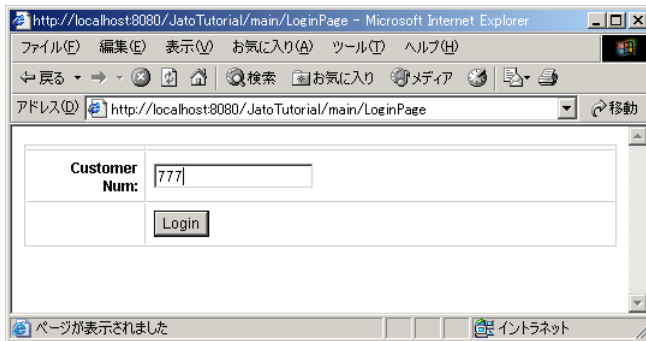 http://localhost:8080/JatoTutorial/main/LoginPage - Microsoft Internet Explorer
ファイル(F) 編集(E) 表示(V) お気に入り(A) ツール(T) ヘルプ(H)
戻る 検索 お気に入り メディア
アドレス(D) http://localhost:8080/JatoTutorial/main/LoginPage 移動
Customer
Num: 777
Login
ページが表示されました イントラネット